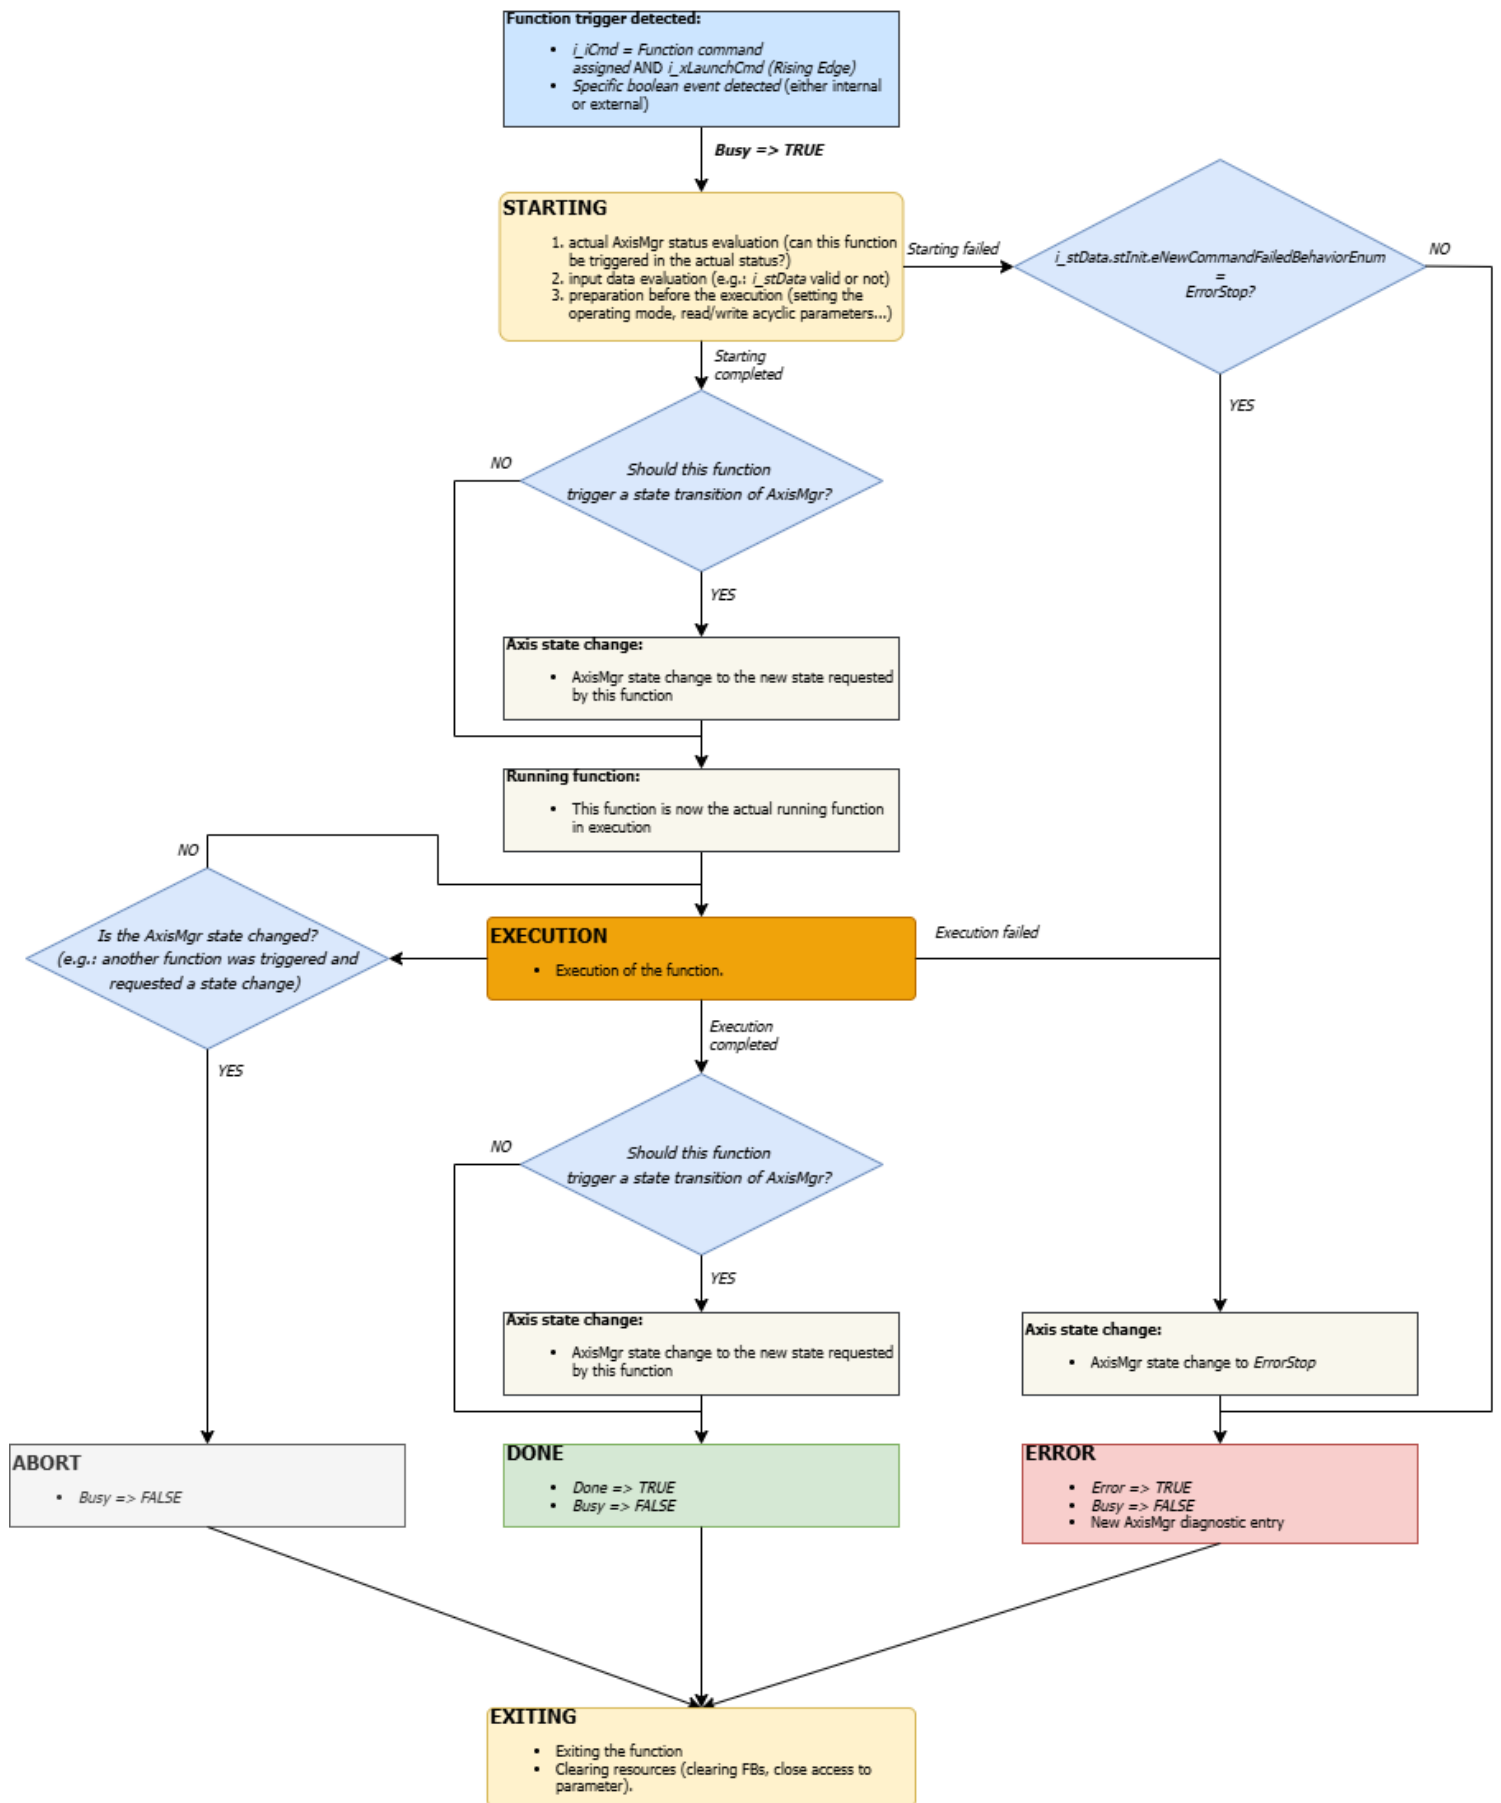 Function trigger detected:
• i_iCmd = Function command
assigned AND i_xLaunchCmd (Rising Edge)
• Specific boolean event detected (either internal
or external)
Busy => TRUE
STARTING
1. actual AxisMgr status evaluation (can this function
be triggered in the actual status?)
2. input data evaluation (e.g.: i_stData valid or not)
3. preparation before the execution (setting the
operating mode, read/write acyclic parameters...)
Starting failed
i_stData.stInit.eNewCommandFailedBehaviorEnum
=
ErrorStop?
NO
YES
Starting
completed
Should this function
trigger a state transition of AxisMgr?
NO
YES
Axis state change:
• AxisMgr state change to the new state requested
by this function
Running function:
• This function is now the actual running function
in execution
NO
Is the AxisMgr state changed?
(e.g.: another function was triggered and
requested a state change)
YES
EXECUTION
• Execution of the function.
Execution failed
Execution
completed
Should this function
trigger a state transition of AxisMgr?
NO
YES
Axis state change:
• AxisMgr state change to the new state requested
by this function
Axis state change:
• AxisMgr state change to ErrorStop
ABORT
• Busy => FALSE
DONE
• Done => TRUE
• Busy => FALSE
ERROR
• Error => TRUE
• Busy => FALSE
• New AxisMgr diagnostic entry
EXITING
• Exiting the function
• Clearing resources (clearing FBs, close access to
parameter).